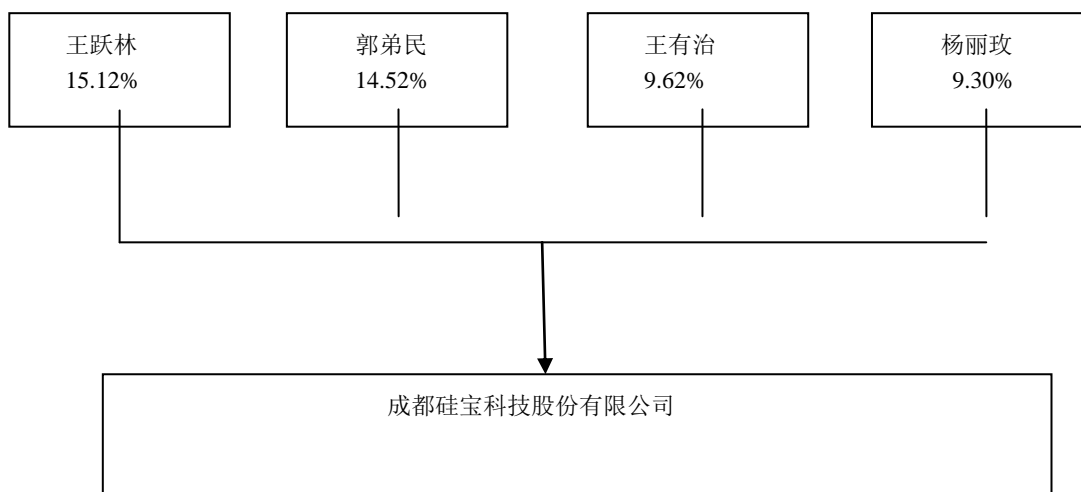 王跃林
15.12%
郭弟民
14.52%
王有治
9.62%
杨丽玫
9.30%
成都硅宝科技股份有限公司